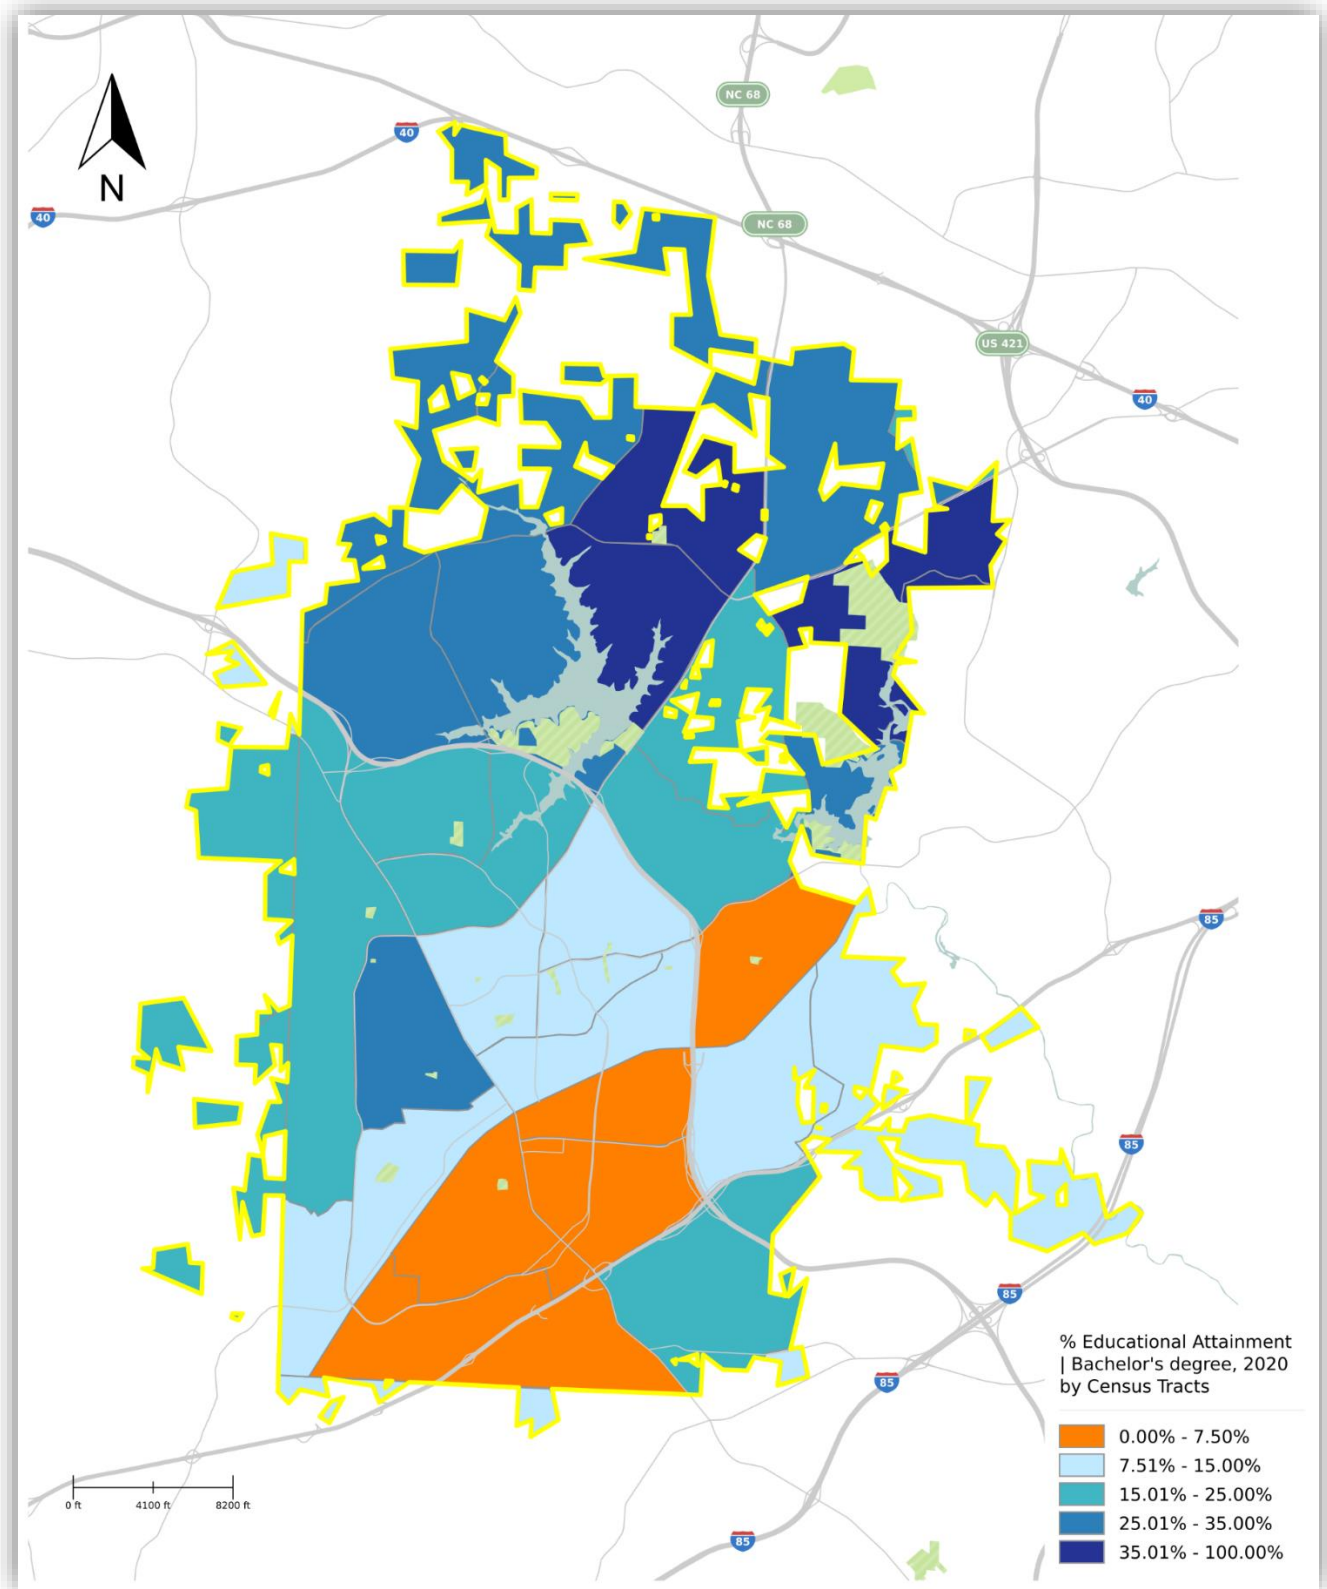 NC 68
40
N
40
NC 68
US 421
40
85
85
85
% Educational Attainment
| Bachelor's degree, 2020
by Census Tracts
85
0.00% - 7.50%
7.51% - 15.00%
15.01% - 25.00%
25.01% - 35.00%
35.01% - 100.00%
0 ft 4100 ft 8200 ft
85